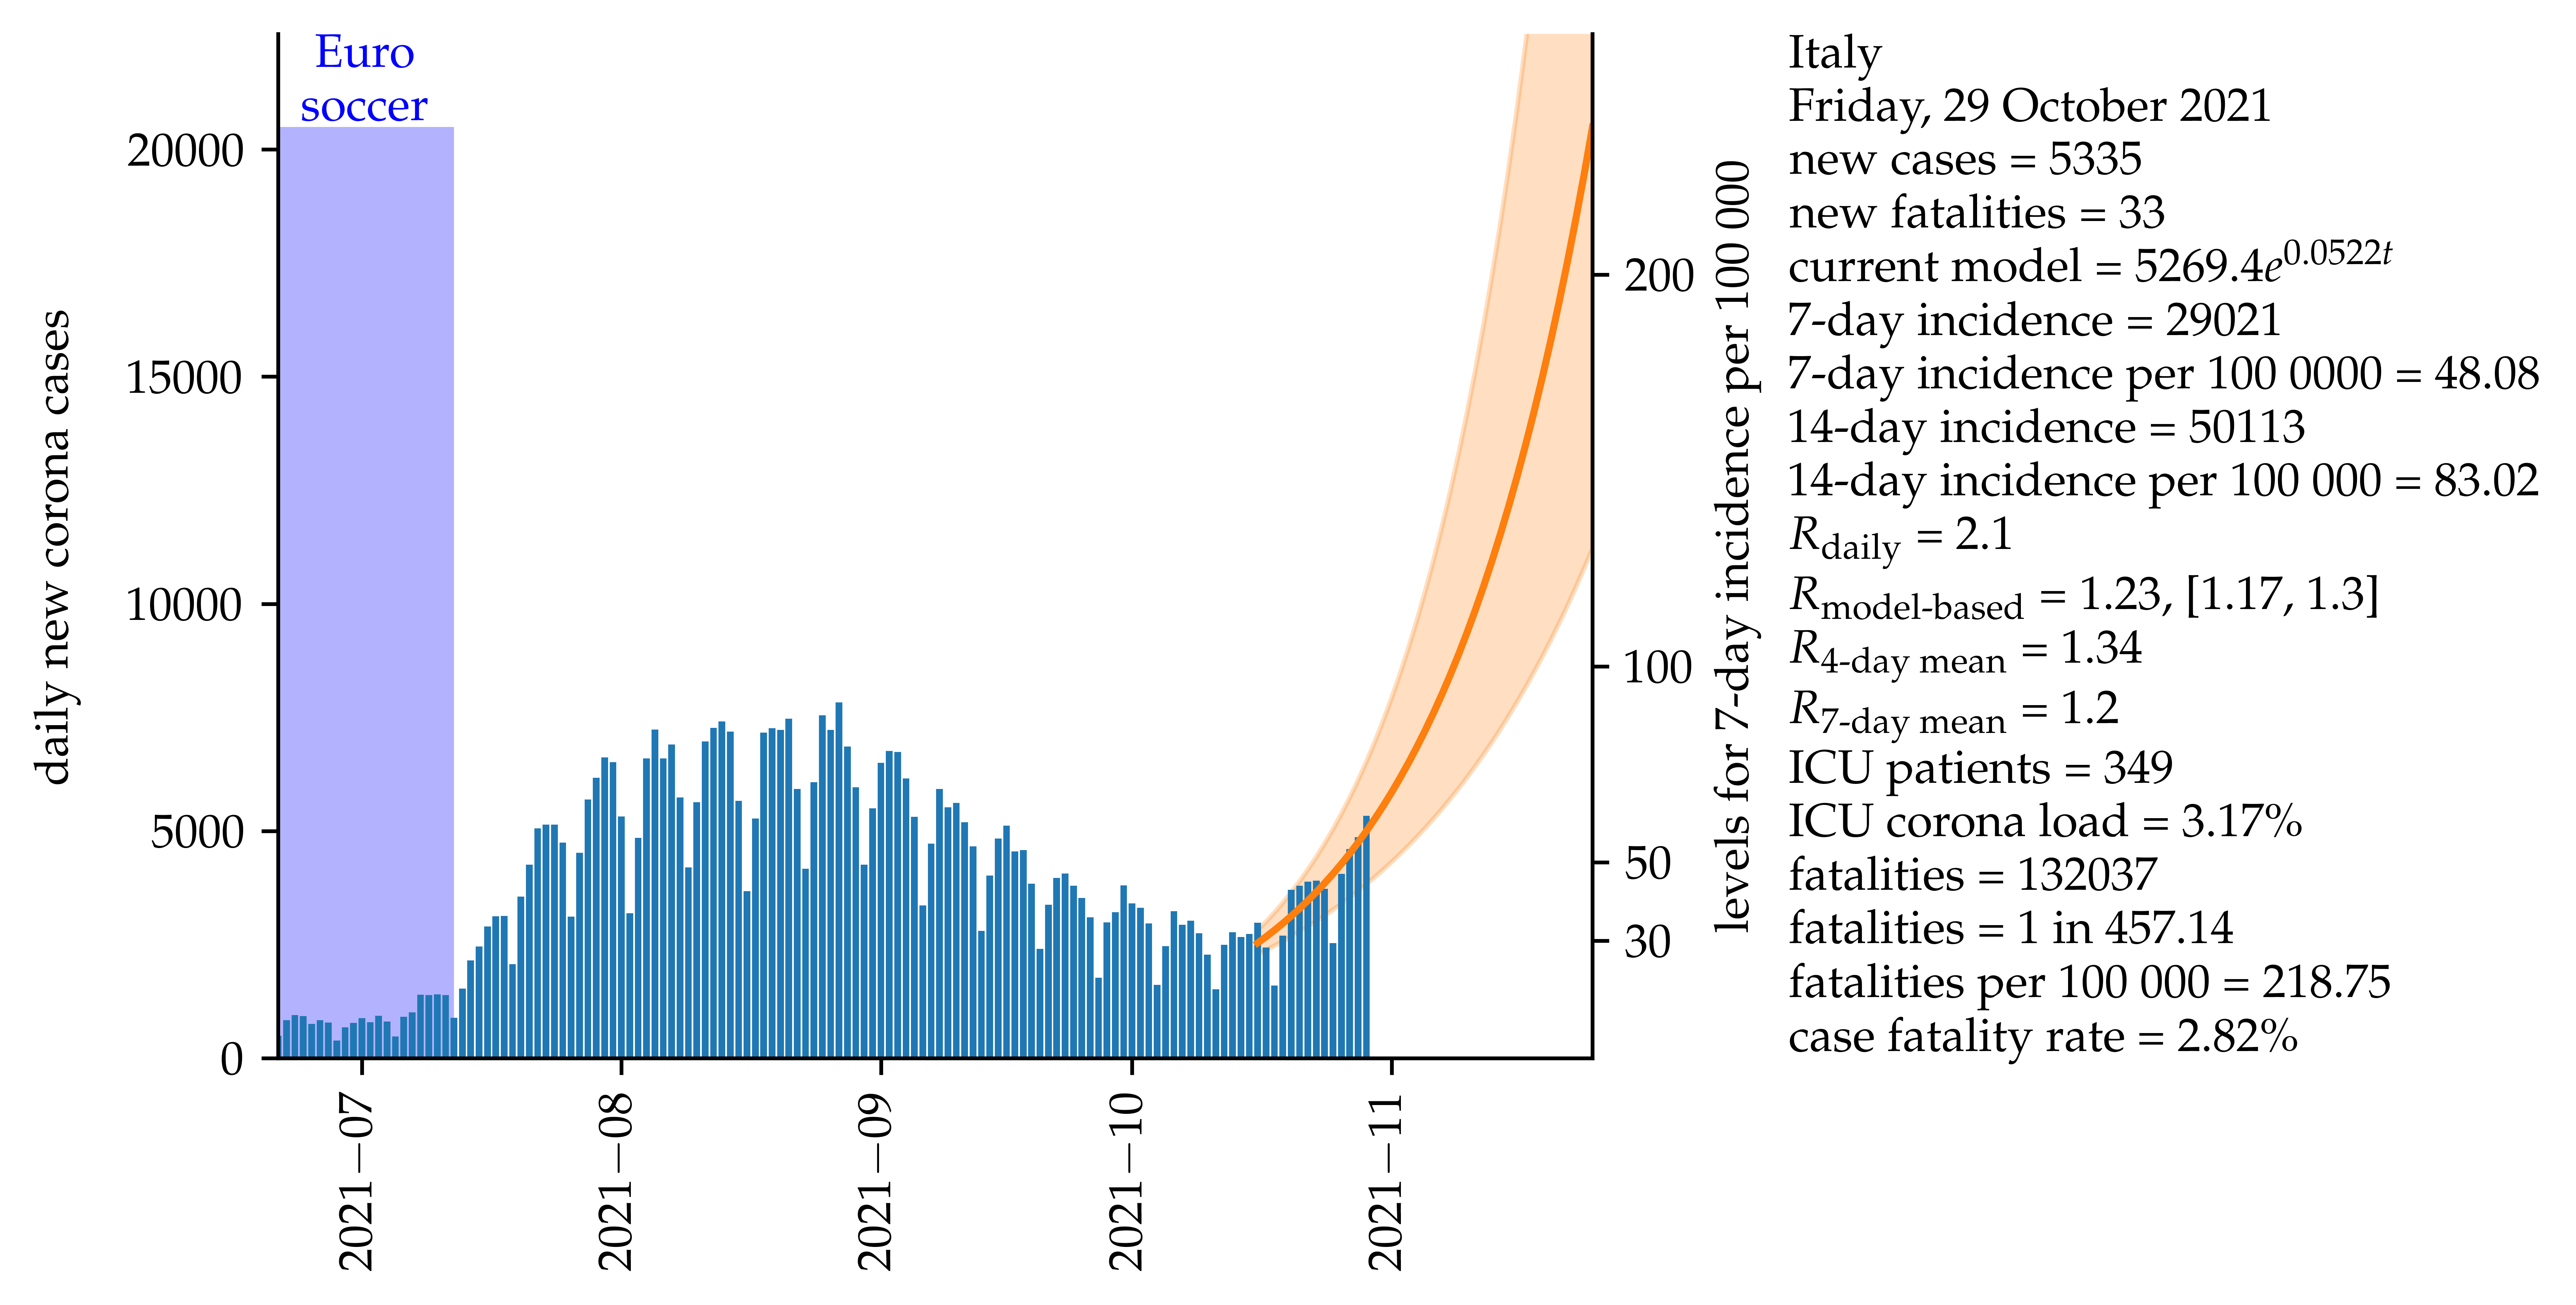 Euro
soccer
daily new corona cases
20000
15000
10000
5000
0
2021−07
2021−08
2021−09
2021−10
2021−11
200
100
50
30
levels for 7-day incidence per 100 000
Italy
Friday, 29 October 2021
new cases = 5335
new fatalities = 33
current model = 5269.4e^0.0522t
7-day incidence = 29021
7-day incidence per 100 0000 = 48.08
14-day incidence = 50113
14-day incidence per 100 000 = 83.02
R_daily = 2.1
R_model-based = 1.23, [1.17, 1.3]
R_4-day mean = 1.34
R_7-day mean = 1.2
ICU patients = 349
ICU corona load = 3.17%
fatalities = 132037
fatalities = 1 in 457.14
fatalities per 100 000 = 218.75
case fatality rate = 2.82%